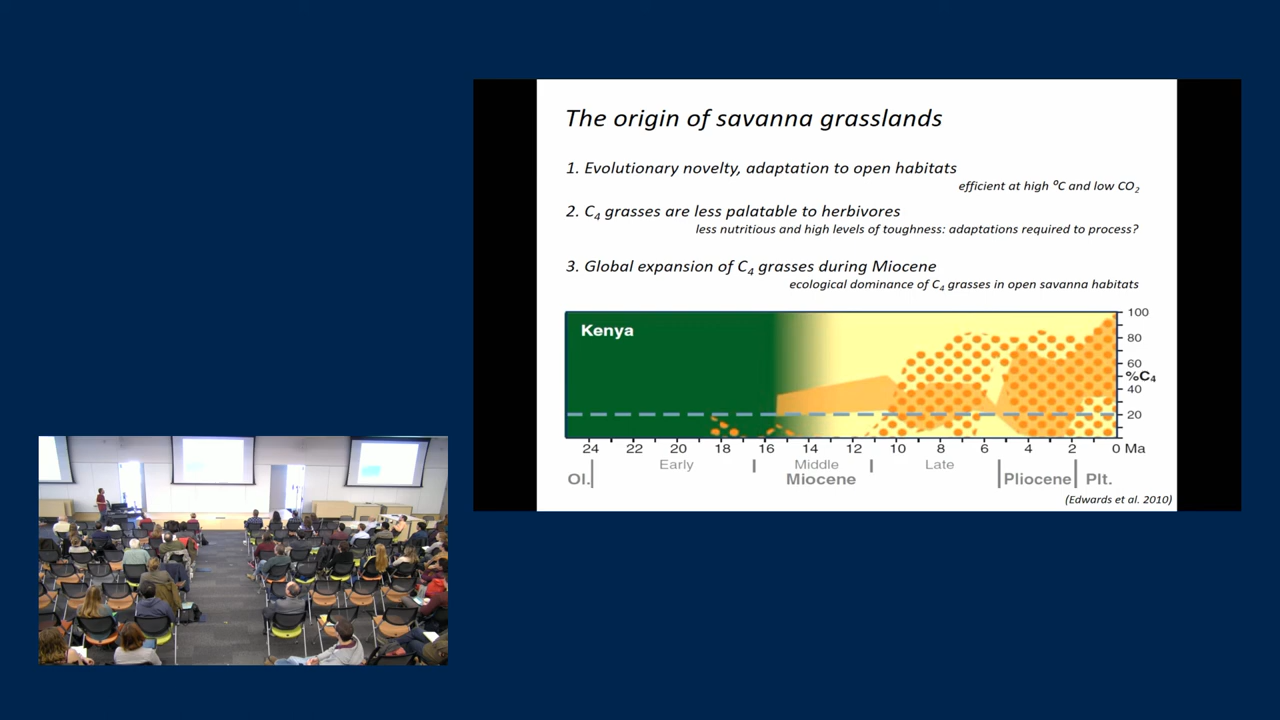 The origin of savanna grasslands
1. Evolutionary novelty, adaptation to open habitats
efficient at high ⁰C and low CO₂
2. C₄ grasses are less palatable to herbivores
less nutritious and high levels of toughness: adaptations required to process?
3. Global expansion of C₄ grasses during Miocene
ecological dominance of C₄ grasses in open savanna habitats
Kenya
100
80
60
%C₄
40
20
24 22 20 18 16 14 12 10 8 6 4 2 0 Ma
Early Middle Late
Ol. Miocene Pliocene Plt.
(Edwards et al. 2010)